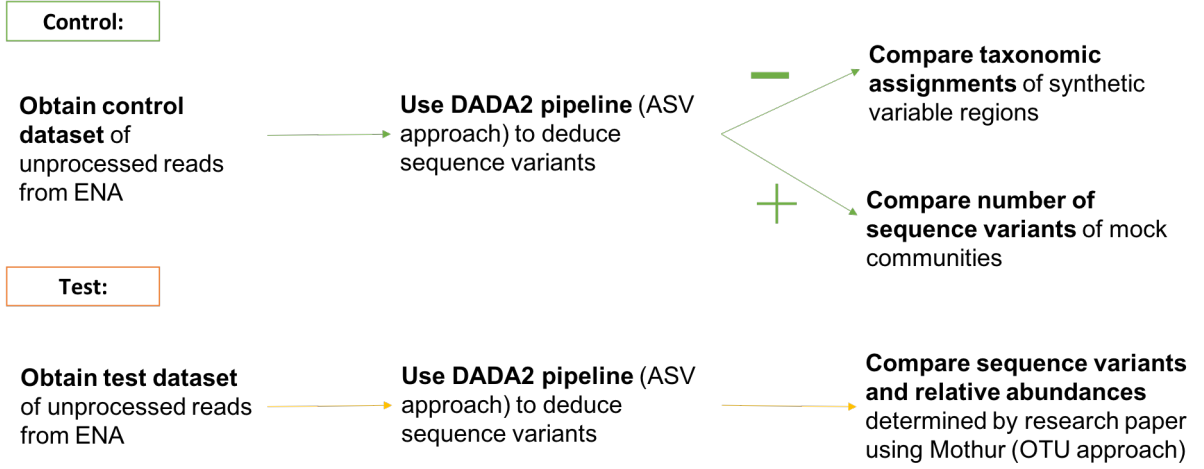 Control:
Obtain control
dataset of
unprocessed reads
from ENA
Use DADA2 pipeline (ASV
approach) to deduce
sequence variants
Compare taxonomic
assignments of synthetic
variable regions
Compare number of
sequence variants of mock
communities
Test:
Obtain test dataset
of unprocessed reads
from ENA
Use DADA2 pipeline (ASV
approach) to deduce
sequence variants
Compare sequence variants
and relative abundances
determined by research paper
using Mothur (OTU approach)